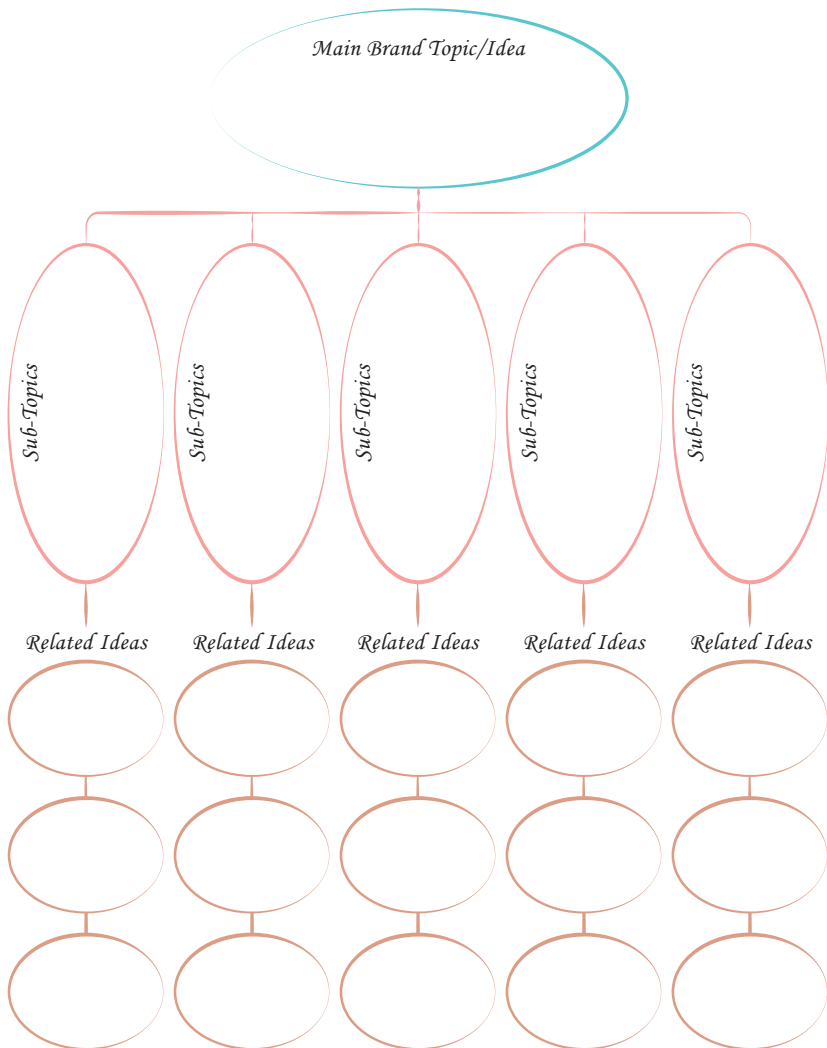 Main Brand Topic/Idea
Sub-Topics
Sub-Topics
Sub-Topics
Sub-Topics
Sub-Topics
Related Ideas
Related Ideas
Related Ideas
Related Ideas
Related Ideas